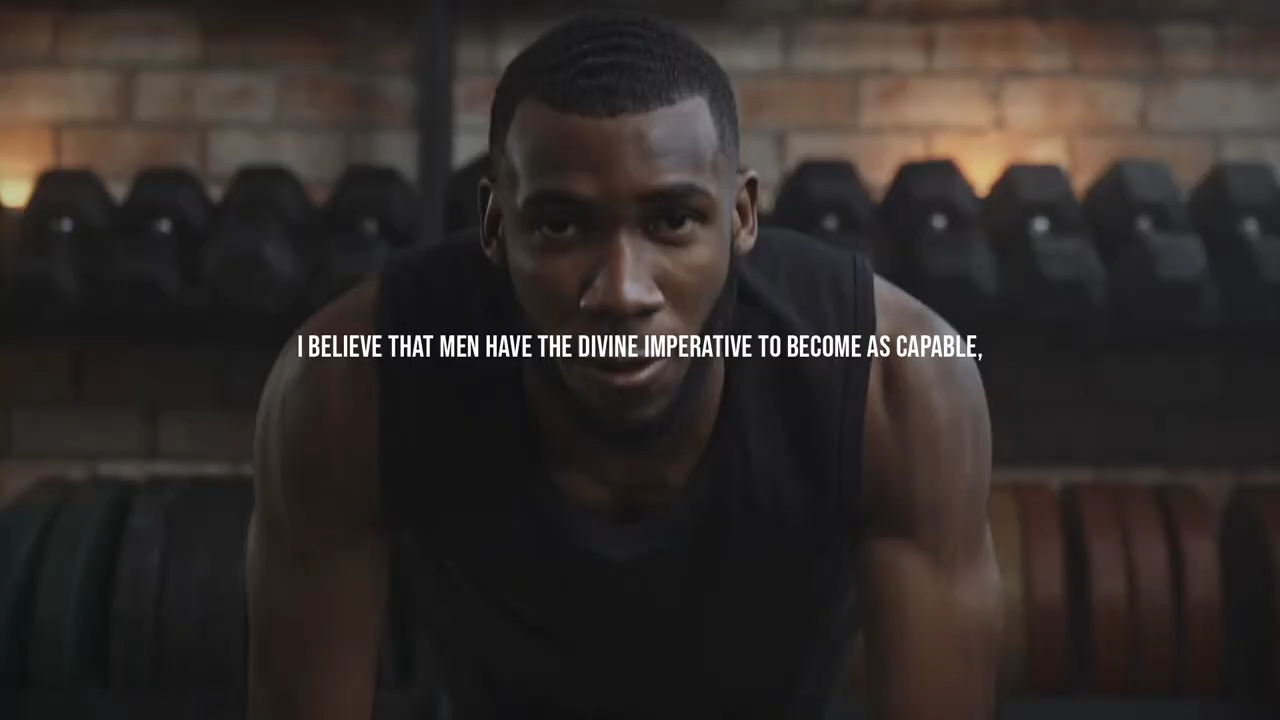 I BELIEVE THAT MEN HAVE THE DIVINE IMPERATIVE TO BECOME AS CAPABLE,